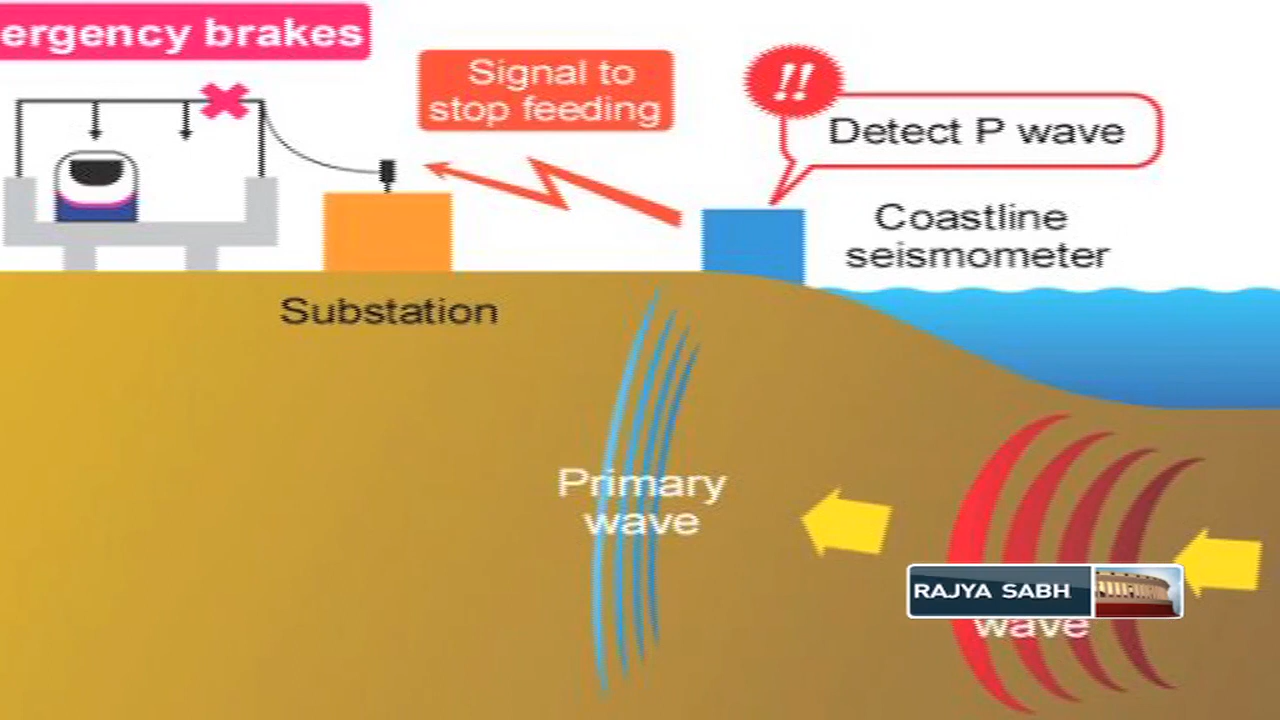 ergency brakes
Signal to
stop feeding
!!
Detect P wave
Coastline
seismometer
Substation
Primary
wave
RAJYA SABH
wave